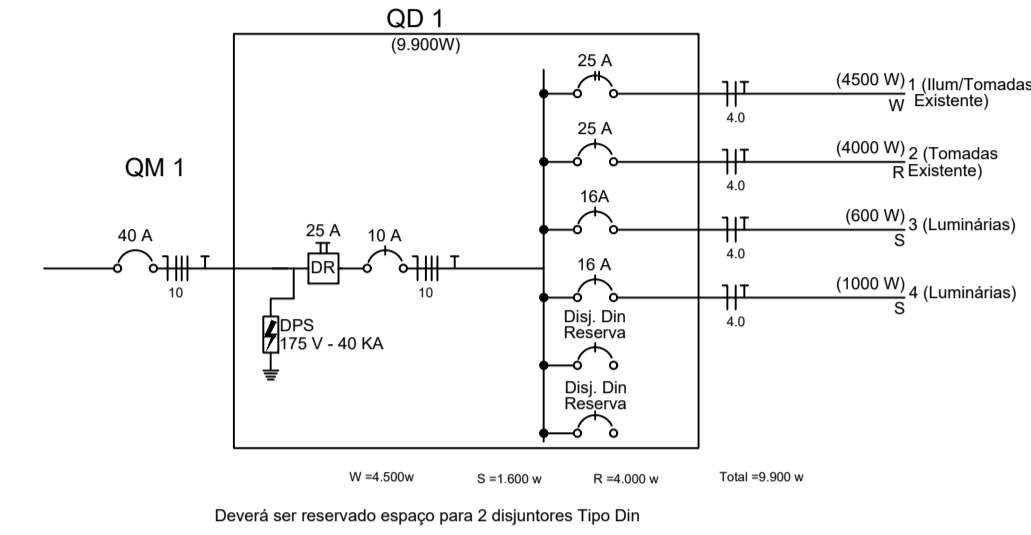 QD 1
(9.900W)
QM 1
40 A
10
25 A
DR
10 A
10
DPS
175 V - 40 KA
25 A
4.0
(4500 W) 1 (Ilum/Tomadas
W Existente)
25 A
4.0
(4000 W) 2 (Tomadas
R Existente)
16A
4.0
(600 W) 3 (Luminárias)
S
16 A
4.0
(1000 W) 4 (Luminárias)
S
Disj. Din
Reserva
Disj. Din
Reserva
W =4.500w S =1.600 w R =4.000 w Total =9.900 w
Deverá ser reservado espaço para 2 disjuntores Tipo Din